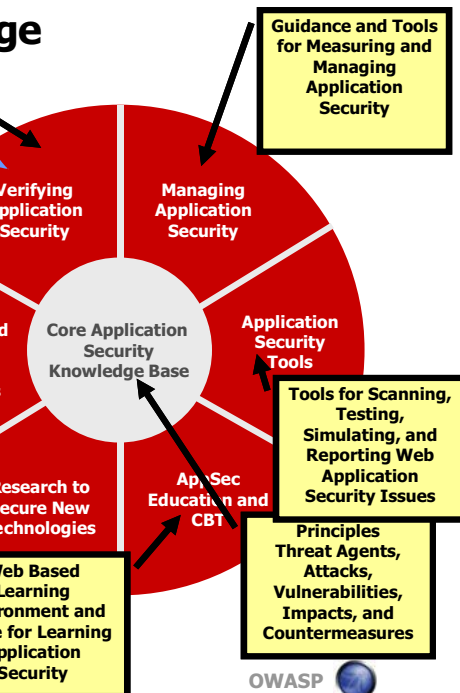 ge
Guidance and Tools
for Measuring and
Managing
Application
Security
Verifying
pplication
Security
Managing
Application
Security
d
Core Application
Security
Knowledge Base
Application
Security
Tools
s
Tools for Scanning,
Testing,
Simulating, and
Reporting Web
Application
Security Issues
esearch to
ecure New
echnologies
AppSec
Education and
CBT
Principles
Threat Agents,
Attacks,
Vulnerabilities,
Impacts, and
Countermeasures
eb Based
Learning
ronment and
e for Learning
pplication
Security
OWASP